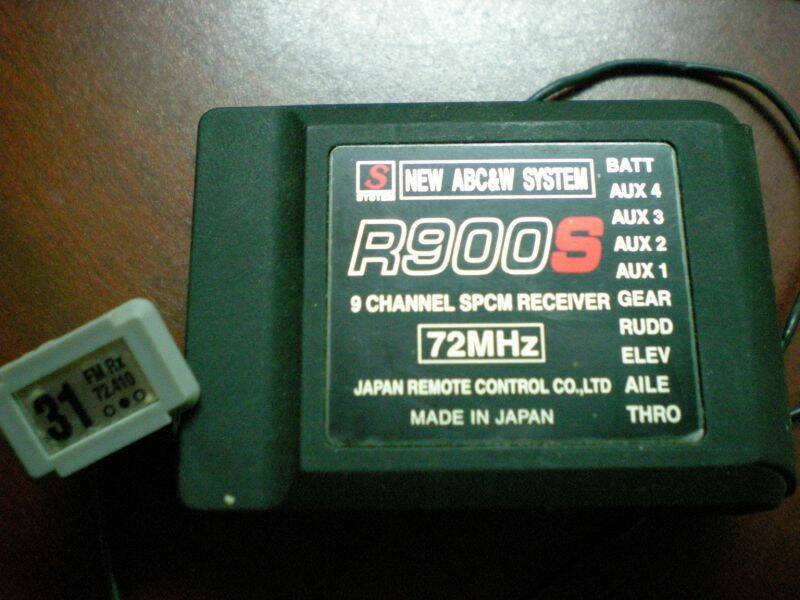 S
SYSTEM
NEW ABC&W SYSTEM
R900S
9 CHANNEL SPCM RECEIVER
72MHz
JAPAN REMOTE CONTROL CO.,LTD
MADE IN JAPAN
BATT
AUX 4
AUX 3
AUX 2
AUX 1
GEAR
RUDD
ELEV
AILE
THRO
31
FM.Rx
72.410